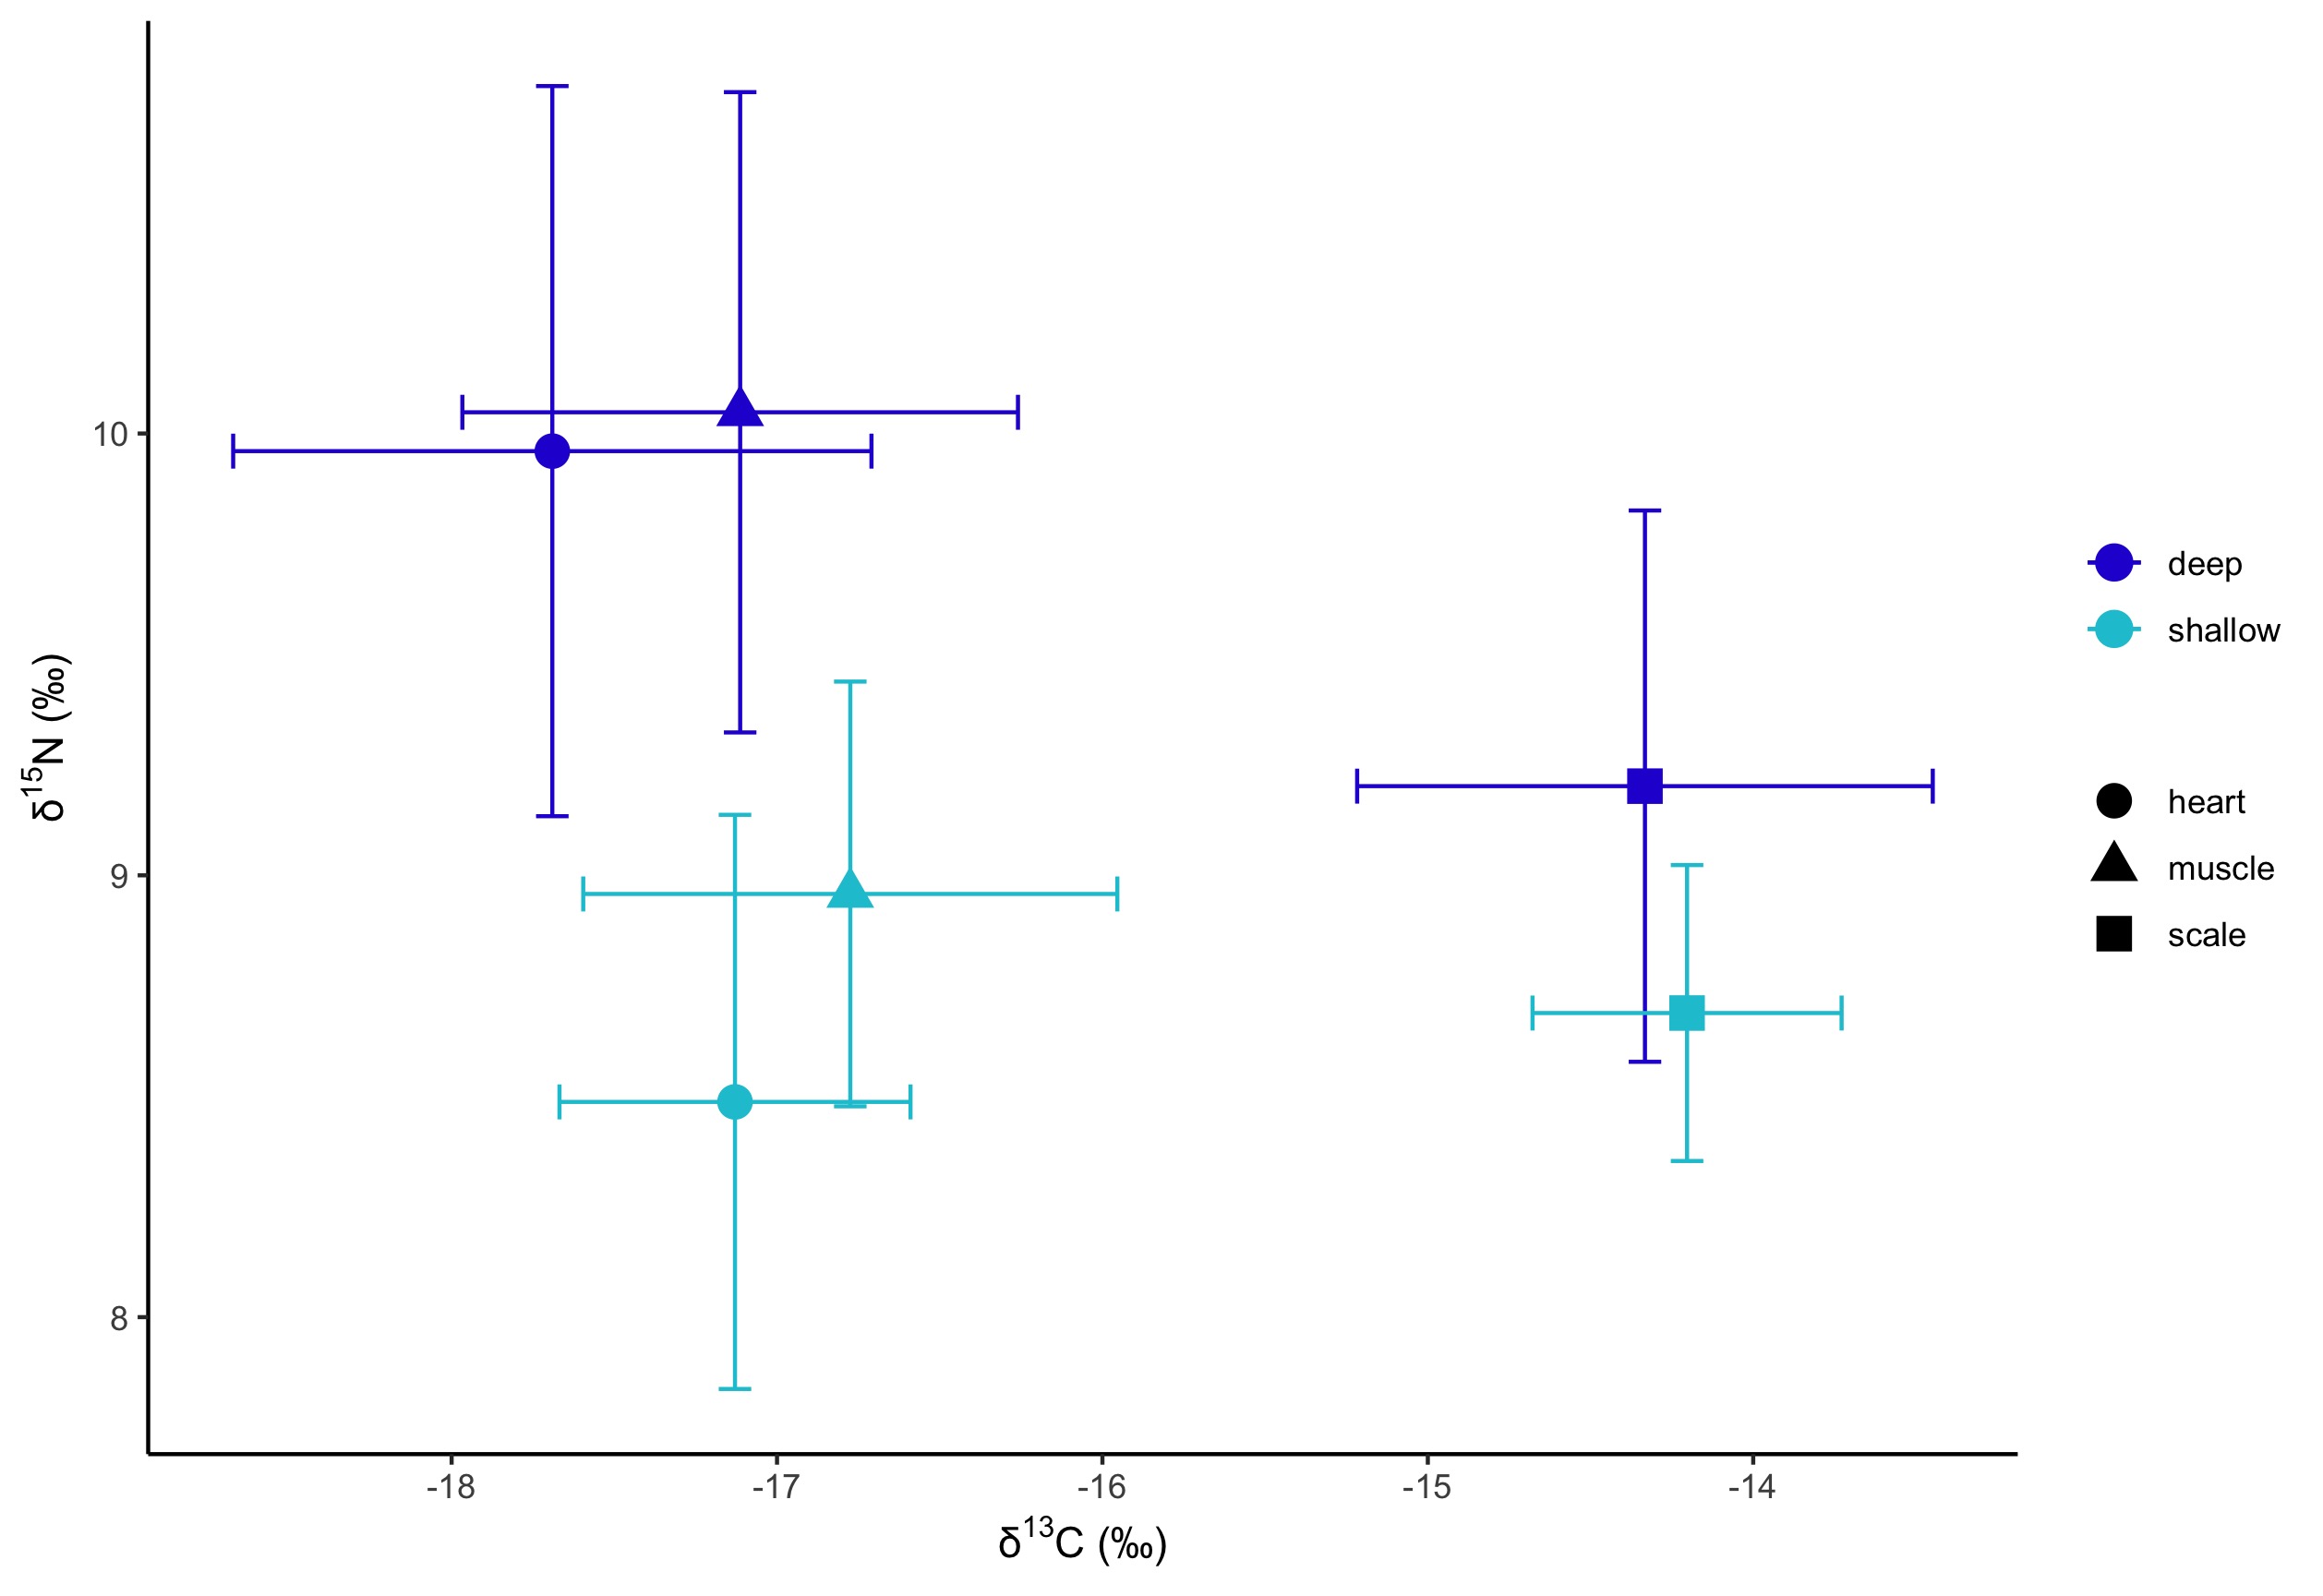 10
9
8
-18
-17
-16
-15
-14
δ¹⁵N (‰)
δ¹³C (‰)
deep
shallow
heart
muscle
scale